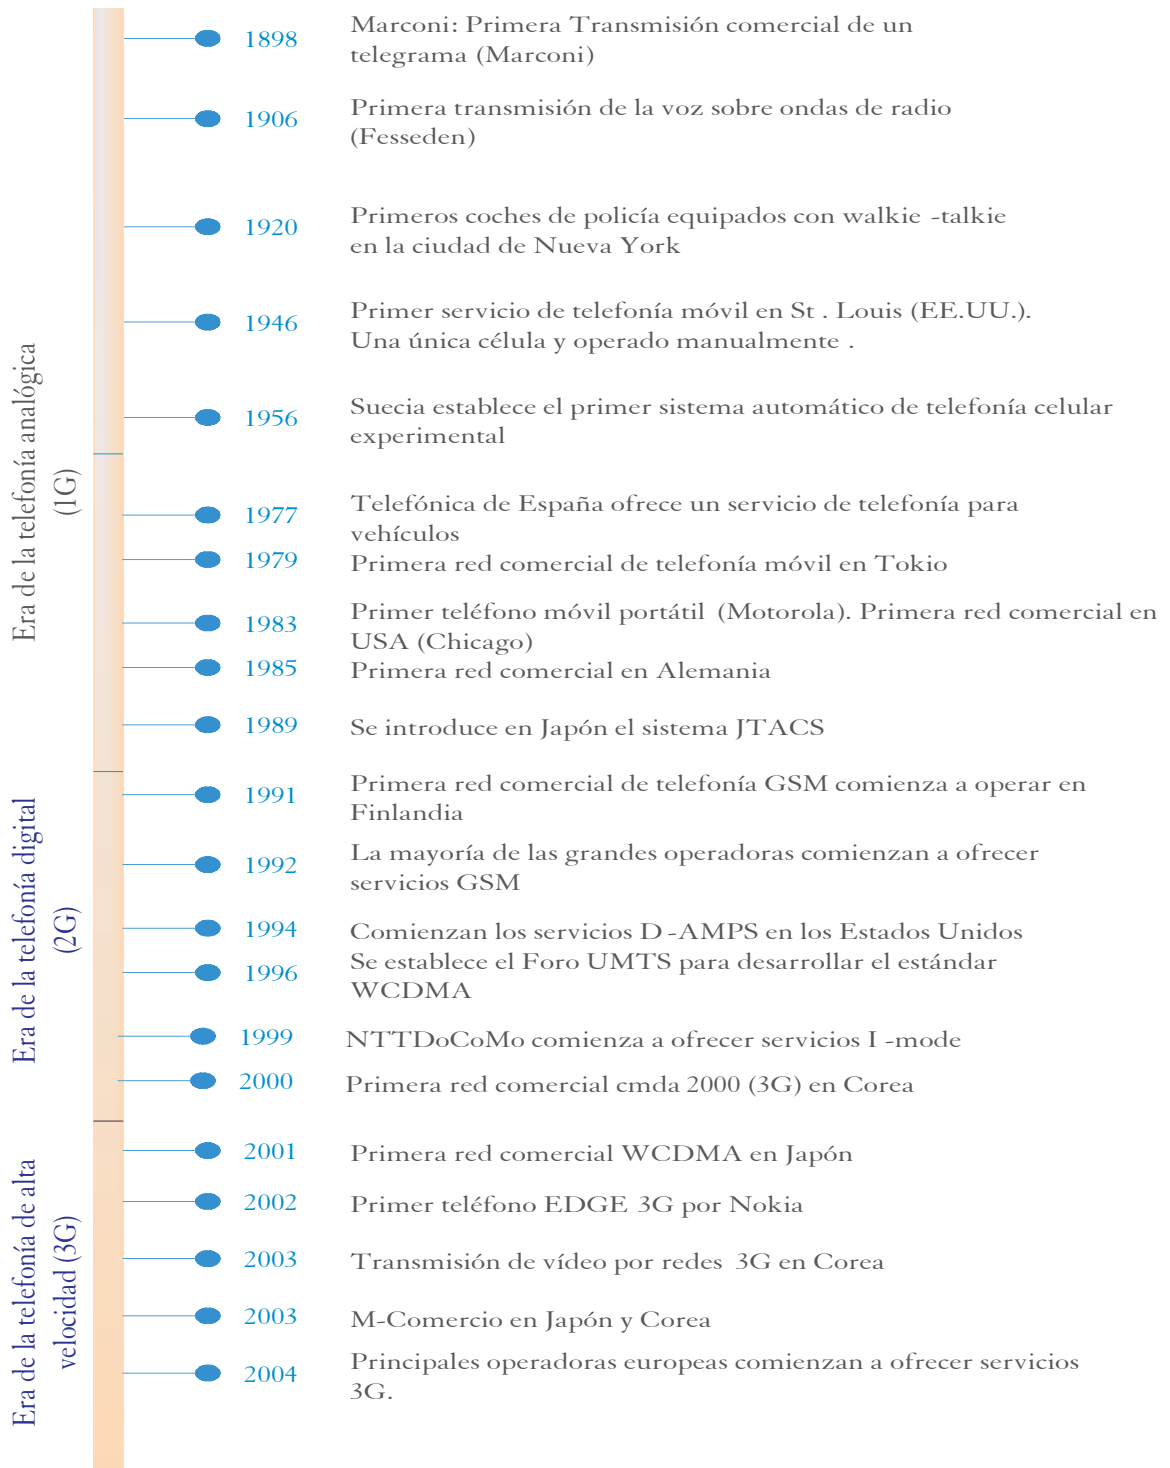 1898
Marconi: Primera Transmisión comercial de un
telegrama (Marconi)
1906
Primera transmisión de la voz sobre ondas de radio
(Fesseden)
1920
Primeros coches de policía equipados con walkie -talkie
en la ciudad de Nueva York
1946
Primer servicio de telefonía móvil en St . Louis (EE.UU.).
Una única célula y operado manualmente .
1956
Suecia establece el primer sistema automático de telefonía celular
experimental
Era de la telefonía analógica
(1G)
1977
Telefónica de España ofrece un servicio de telefonía para
vehículos
1979
Primera red comercial de telefonía móvil en Tokio
1983
Primer teléfono móvil portátil (Motorola). Primera red comercial en
USA (Chicago)
1985
Primera red comercial en Alemania
1989
Se introduce en Japón el sistema JTACS
1991
Primera red comercial de telefonía GSM comienza a operar en
Finlandia
1992
La mayoría de las grandes operadoras comienzan a ofrecer
servicios GSM
Era de la telefonía digital
(2G)
1994
Comienzan los servicios D -AMPS en los Estados Unidos
1996
Se establece el Foro UMTS para desarrollar el estándar
WCDMA
1999
NTTDoCoMo comienza a ofrecer servicios I -mode
2000
Primera red comercial cmda 2000 (3G) en Corea
2001
Primera red comercial WCDMA en Japón
2002
Primer teléfono EDGE 3G por Nokia
Era de la telefonía de alta
velocidad (3G)
2003
Transmisión de vídeo por redes 3G en Corea
2003
M-Comercio en Japón y Corea
2004
Principales operadoras europeas comienzan a ofrecer servicios
3G.